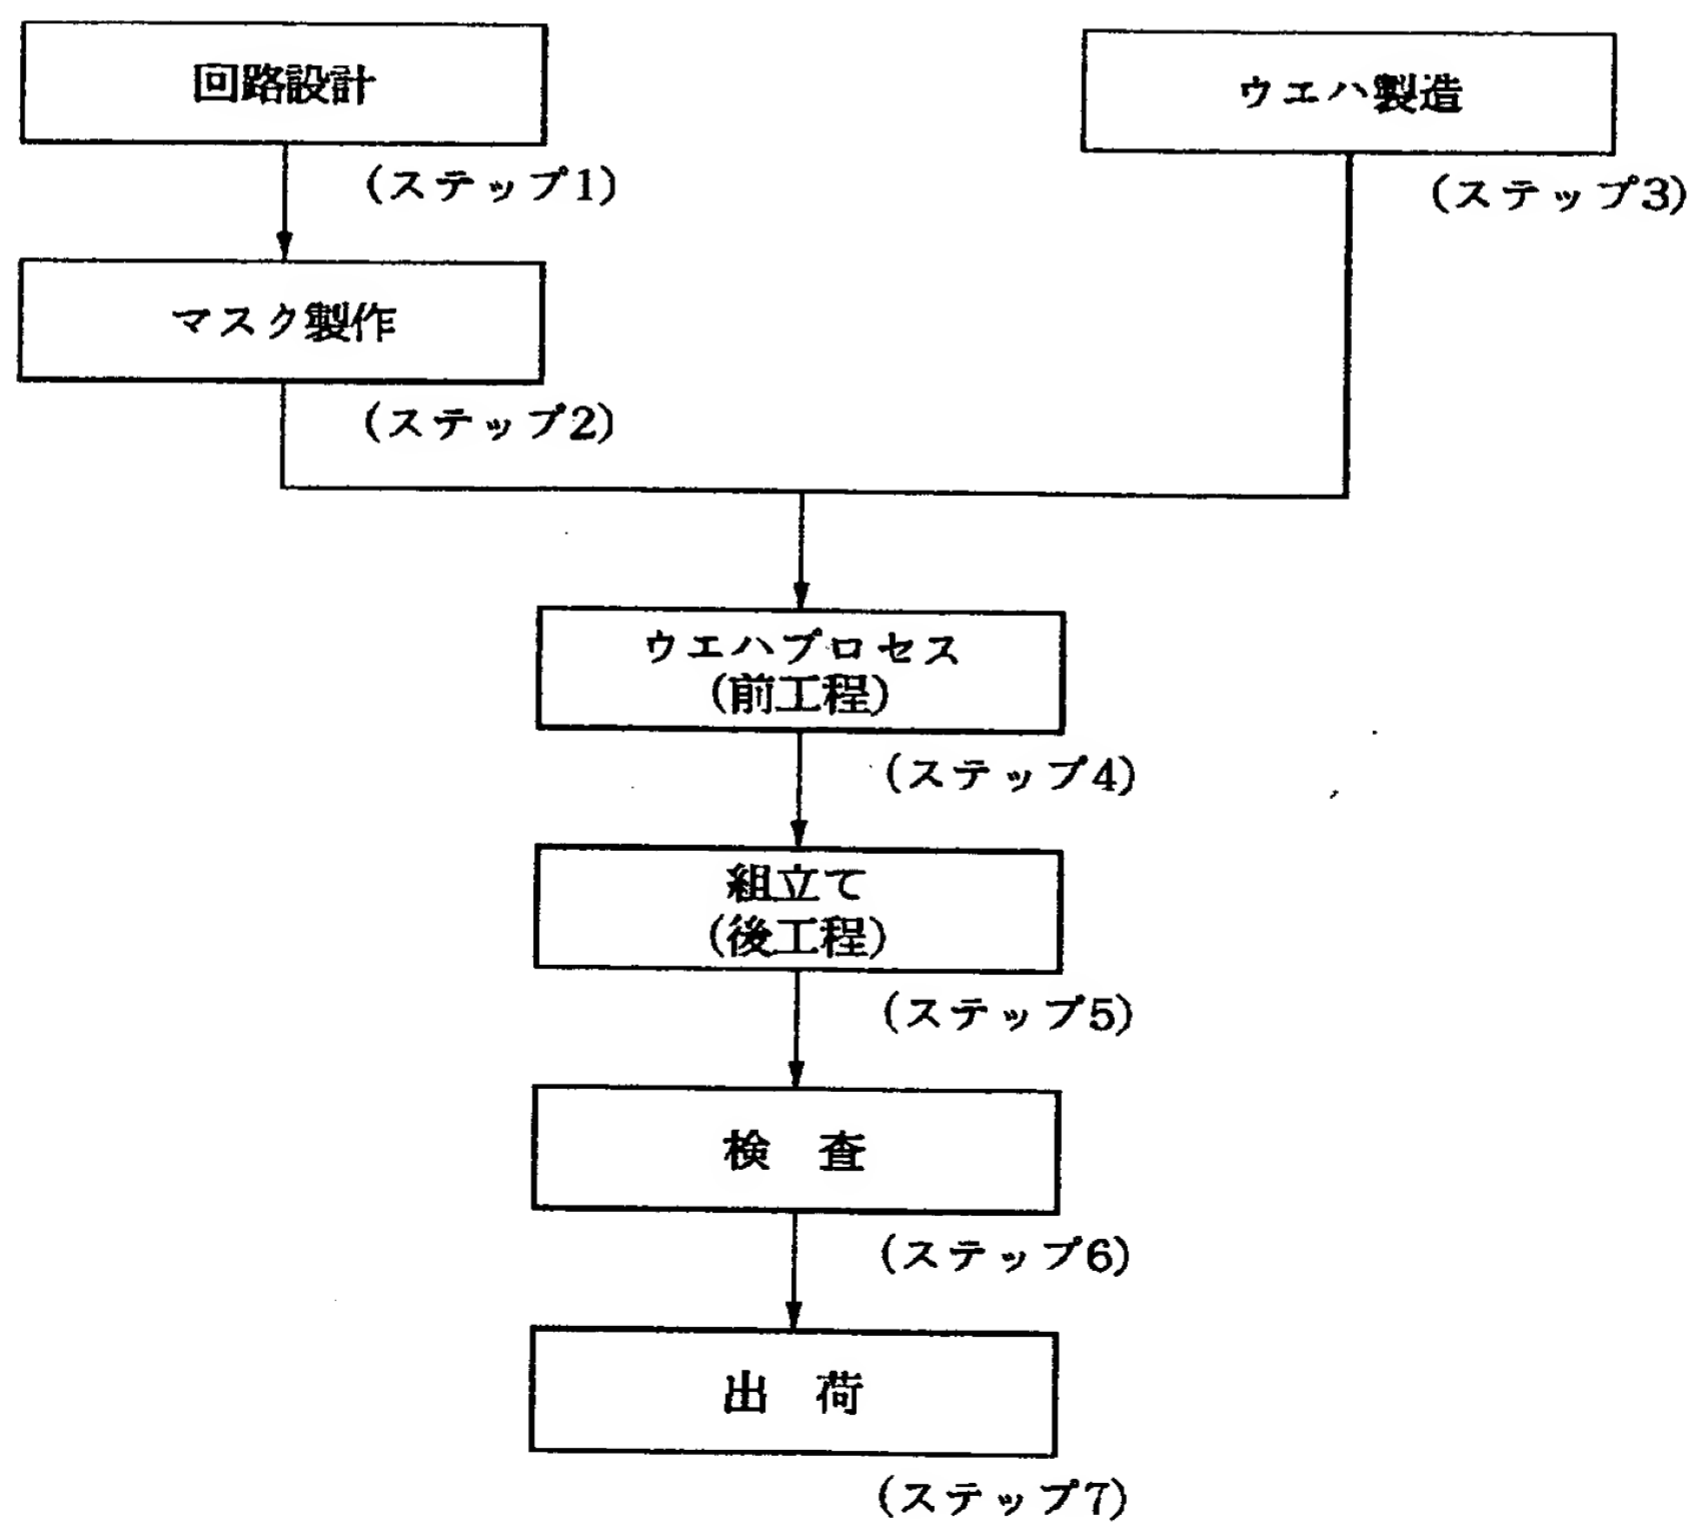 回路設計
(ステップ1)
マスク製作
(ステップ2)
ウエハ製造
(ステップ3)
ウエハプロセス
(前工程)
(ステップ4)
組立て
(後工程)
(ステップ5)
検 査
(ステップ6)
出 荷
(ステップ7)